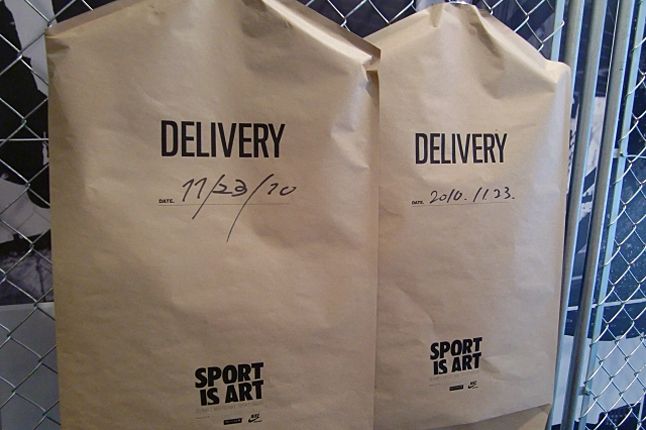 DELIVERY
DATE. 11/23/10
SPORT
IS ART
DELIVERY
DATE. 2010. 11 23.
SPORT
IS ART